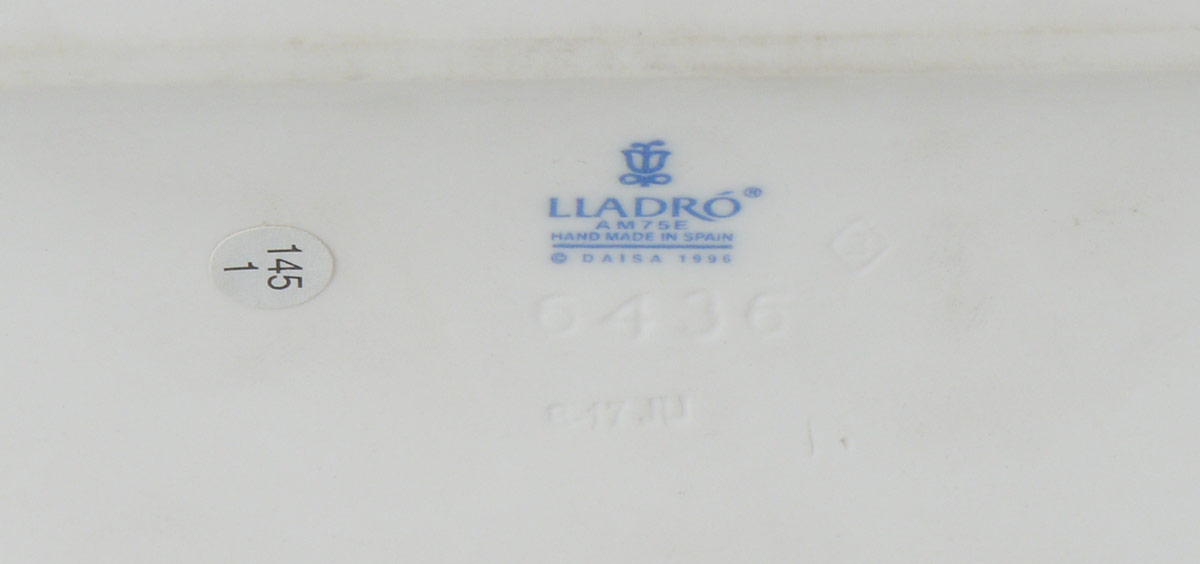 LLADRÓ®
AM75E
HAND MADE IN SPAIN
© DAISA 1996
145
1
6436